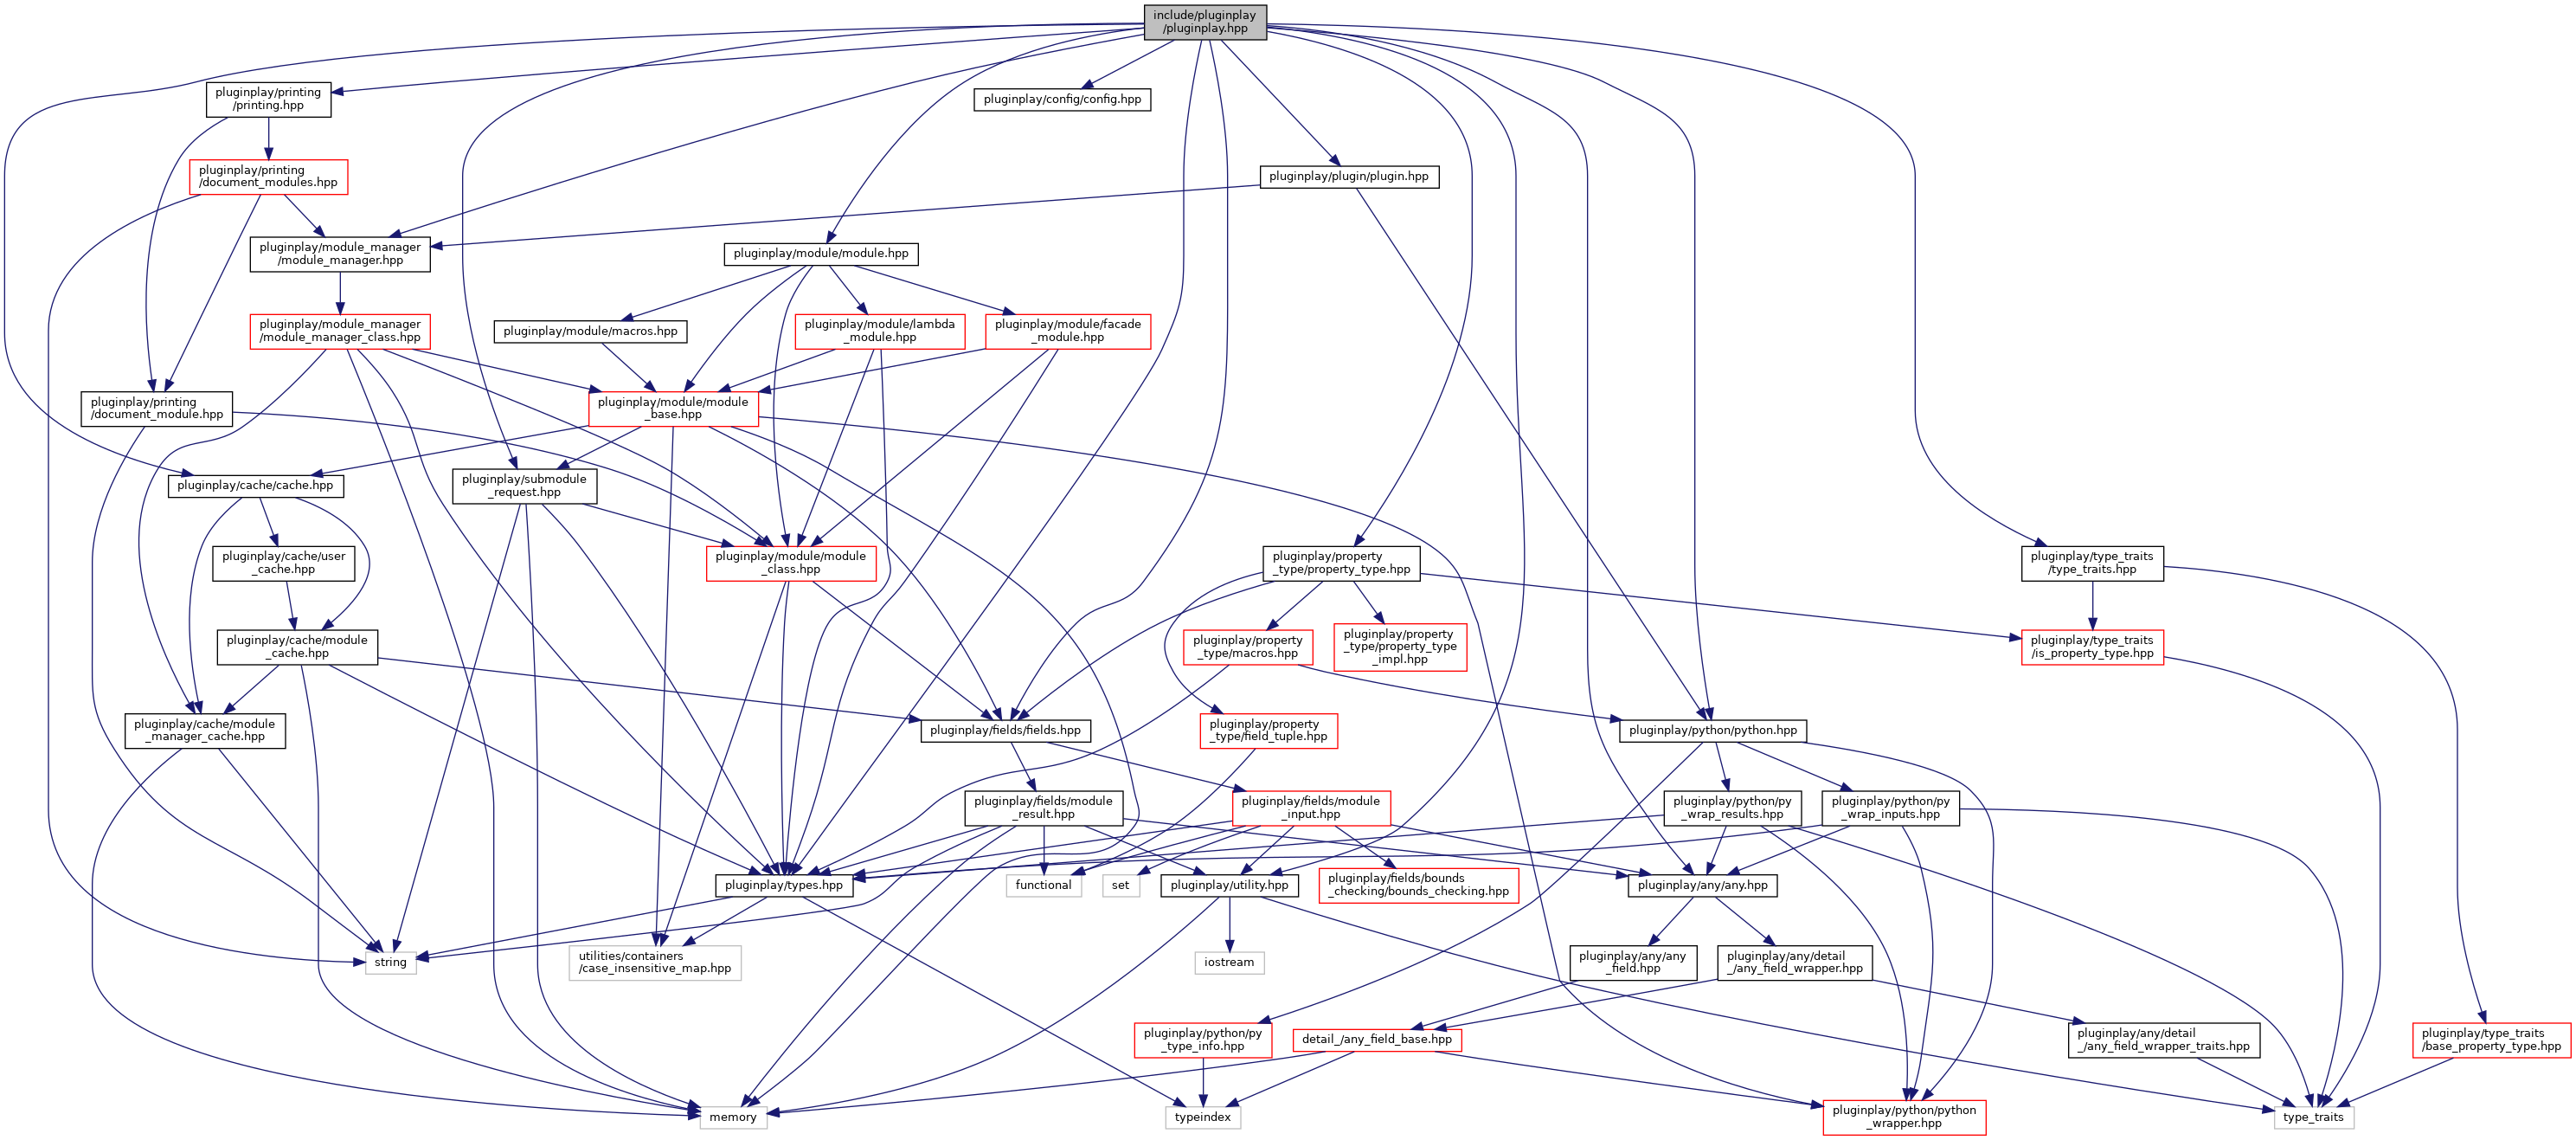 include/pluginplay
/pluginplay.hpp
pluginplay/printing
/printing.hpp
pluginplay/config/config.hpp
pluginplay/printing
/document_modules.hpp
pluginplay/plugin/plugin.hpp
pluginplay/module_manager
/module_manager.hpp
pluginplay/module/module.hpp
pluginplay/module_manager
/module_manager_class.hpp
pluginplay/module/macros.hpp
pluginplay/module/lambda
_module.hpp
pluginplay/module/facade
_module.hpp
pluginplay/printing
/document_module.hpp
pluginplay/module/module
_base.hpp
pluginplay/cache/cache.hpp
pluginplay/submodule
_request.hpp
pluginplay/cache/user
_cache.hpp
pluginplay/module/module
_class.hpp
pluginplay/property
_type/property_type.hpp
pluginplay/type_traits
/type_traits.hpp
pluginplay/cache/module
_cache.hpp
pluginplay/property
_type/macros.hpp
pluginplay/property
_type/property_type
_impl.hpp
pluginplay/type_traits
/is_property_type.hpp
pluginplay/cache/module
_manager_cache.hpp
pluginplay/fields/fields.hpp
pluginplay/property
_type/field_tuple.hpp
pluginplay/python/python.hpp
pluginplay/fields/module
_result.hpp
pluginplay/fields/module
_input.hpp
pluginplay/python/py
_wrap_results.hpp
pluginplay/python/py
_wrap_inputs.hpp
pluginplay/types.hpp
functional
set
pluginplay/utility.hpp
pluginplay/fields/bounds
_checking/bounds_checking.hpp
pluginplay/any/any.hpp
string
utilities/containers
/case_insensitive_map.hpp
iostream
pluginplay/any/any
_field.hpp
pluginplay/any/detail
_/any_field_wrapper.hpp
pluginplay/python/py
_type_info.hpp
detail_/any_field_base.hpp
pluginplay/any/detail
_/any_field_wrapper_traits.hpp
pluginplay/type_traits
/base_property_type.hpp
memory
typeindex
pluginplay/python/python
_wrapper.hpp
type_traits